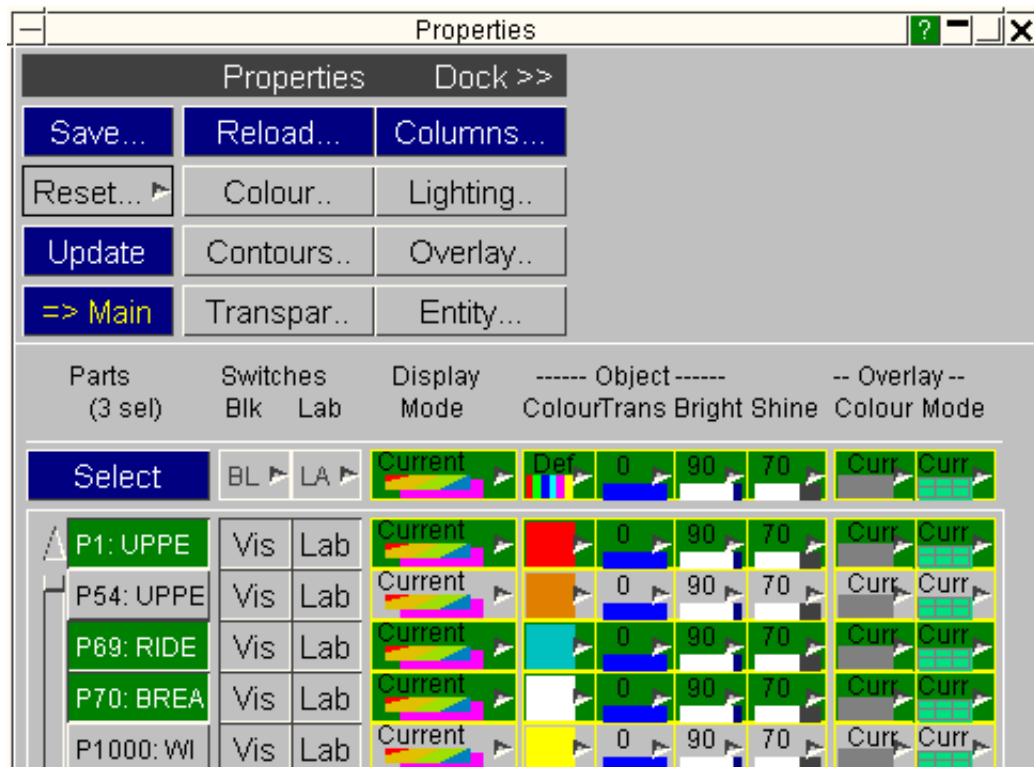 Properties ?
Properties Dock >>
Save... Reload... Columns...
Reset... Colour.. Lighting..
Update Contours.. Overlay..
=> Main Transpar.. Entity...
Parts Switches Display ------ Object ------ -- Overlay --
(3 sel) Blk Lab Mode Colour Trans Bright Shine Colour Mode
Select BL LA Current Def 0 90 70 Curr Curr
P1: UPPE Vis Lab Current 0 90 70 Curr Curr
P54: UPPE Vis Lab Current 0 90 70 Curr Curr
P69: RIDE Vis Lab Current 0 90 70 Curr Curr
P70: BREA Vis Lab Current 0 90 70 Curr Curr
P1000: WI Vis Lab Current 0 90 70 Curr Curr